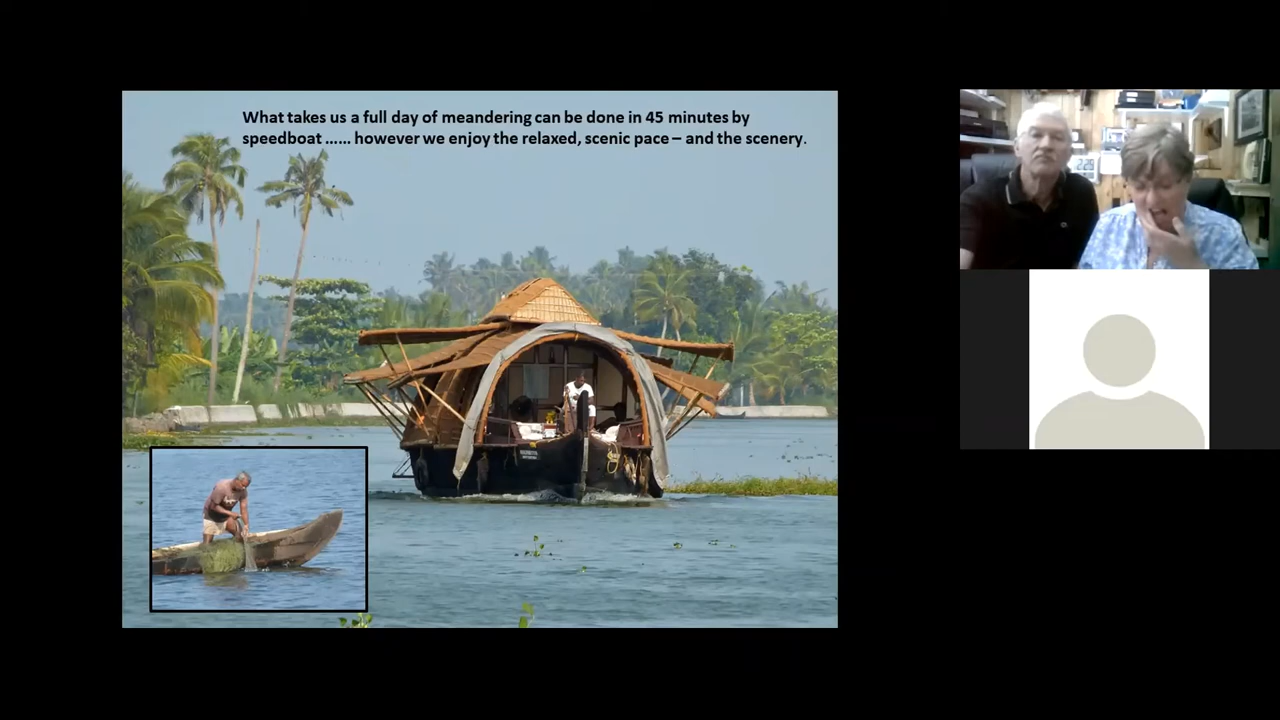 What takes us a full day of meandering can be done in 45 minutes by
speedboat …… however we enjoy the relaxed, scenic pace – and the scenery.